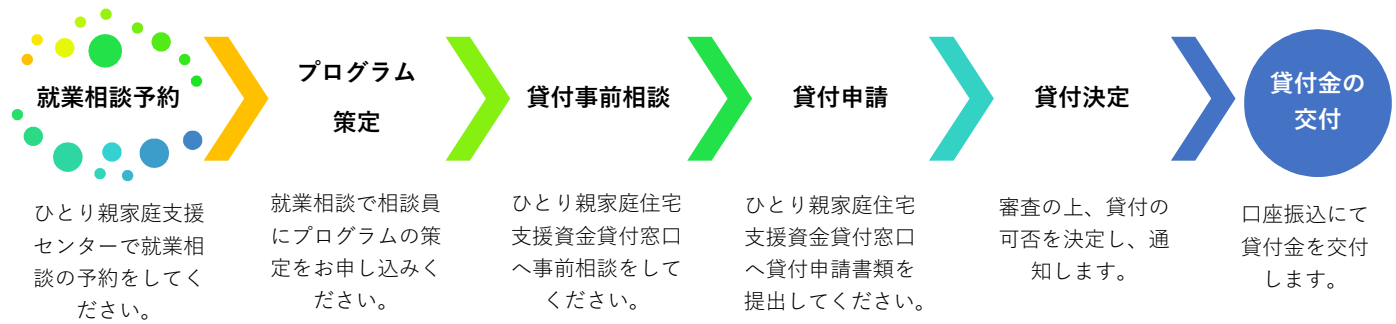 就業相談予約
ひとり親家庭支援
センターで就業相
談の予約をしてく
ださい。
プログラム
策定
就業相談で相談員
にプログラムの策
定をお申し込みく
ださい。
貸付事前相談
ひとり親家庭住宅
支援資金貸付窓口
へ事前相談をして
ください。
貸付申請
ひとり親家庭住宅
支援資金貸付窓口
へ貸付申請書類を
提出してください。
貸付決定
審査の上、貸付の
可否を決定し、通
知します。
貸付金の
交付
口座振込にて
貸付金を交付
します。